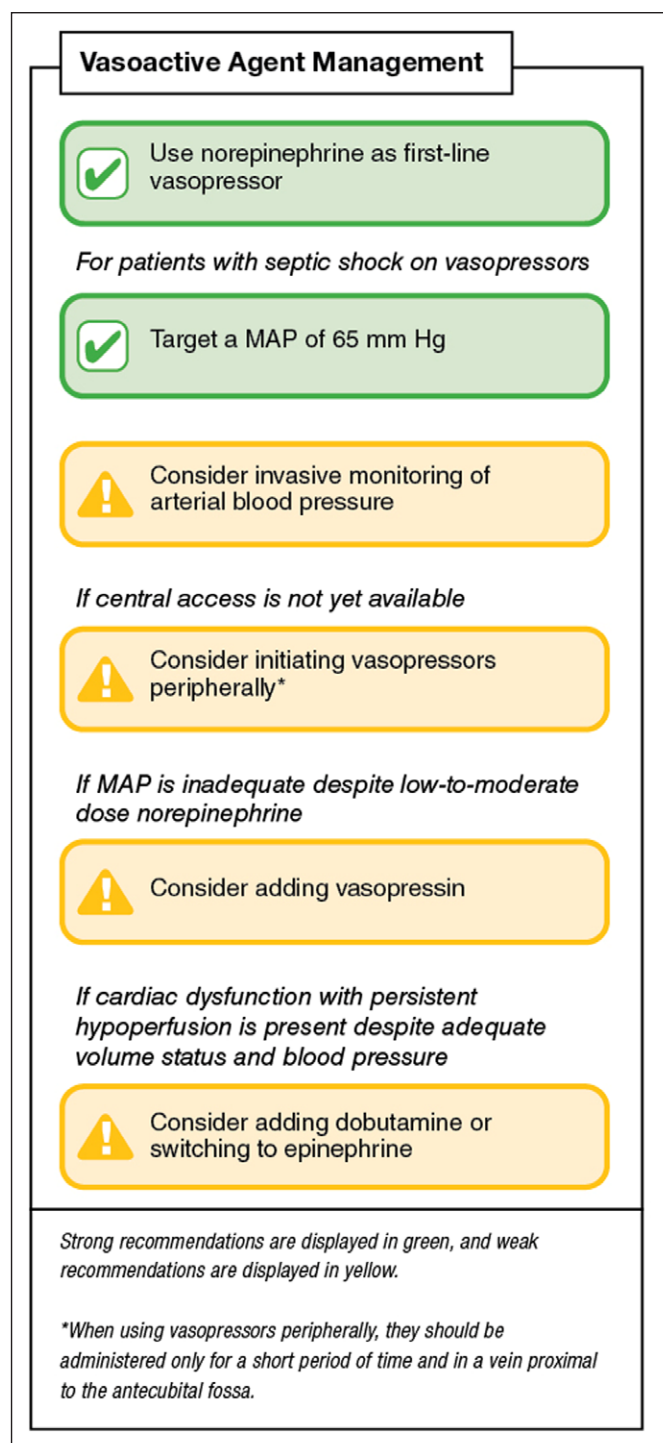 Vasoactive Agent Management
Use norepinephrine as first-line
vasopressor
For patients with septic shock on vasopressors
Target a MAP of 65 mm Hg
Consider invasive monitoring of
arterial blood pressure
If central access is not yet available
Consider initiating vasopressors
peripherally*
If MAP is inadequate despite low-to-moderate
dose norepinephrine
Consider adding vasopressin
If cardiac dysfunction with persistent
hypoperfusion is present despite adequate
volume status and blood pressure
Consider adding dobutamine or
switching to epinephrine
Strong recommendations are displayed in green, and weak
recommendations are displayed in yellow.
*When using vasopressors peripherally, they should be
administered only for a short period of time and in a vein proximal
to the antecubital fossa.